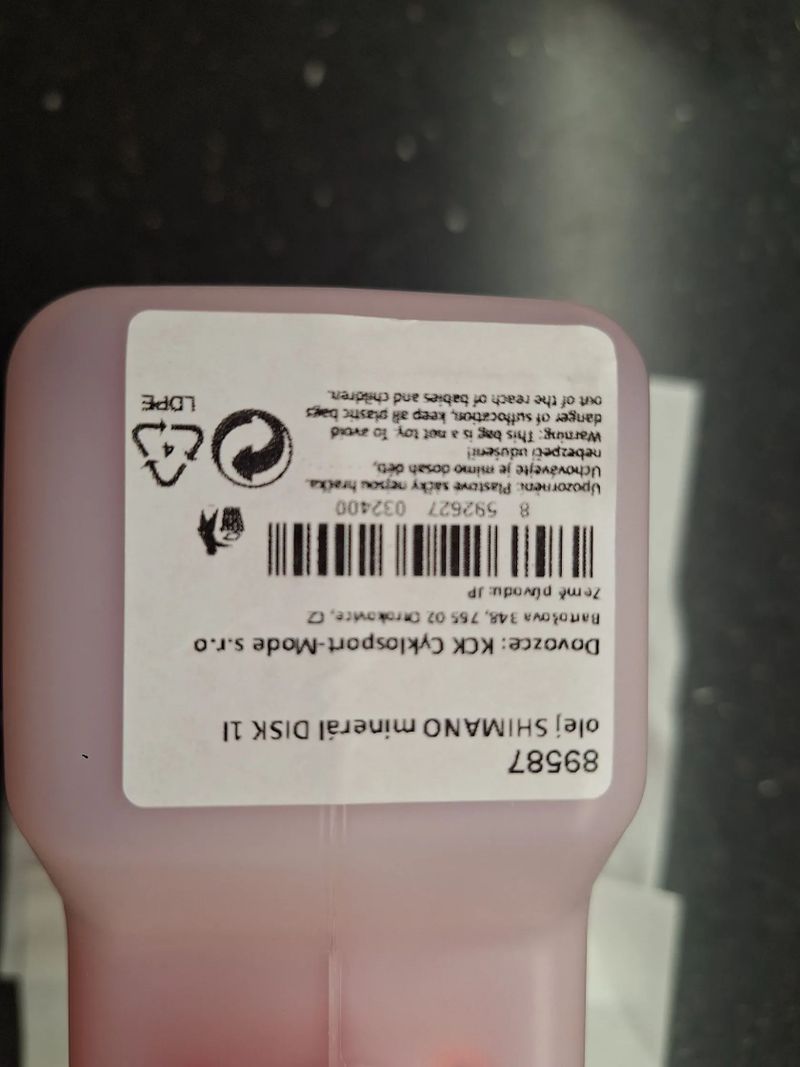 89587
olej SHIMANO minerál DISK 1l
Dovozce: KCK Cyklosport-Mode s.r.o
Bartošova 348, 765 02 Otrokovice, CZ
Země původu: JP
8 592627 032400
Upozornění: Plastové sáčky nejsou hračka.
Uchovávejte je mimo dosah dětí,
nebezpečí udušení!
Warning: This bag is a not toy. To avoid
danger of suffocation, keep all plastic bags
out of the reach of babies and children.
4
LDPE